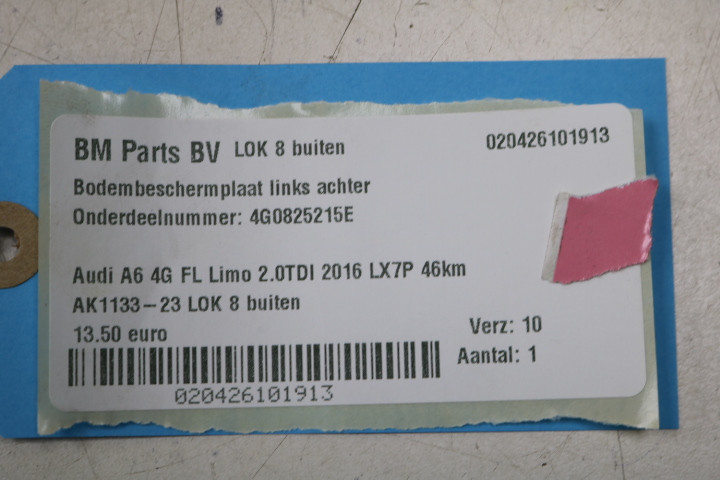 BM Parts BV LOK 8 buiten 020426101913
Bodembeschermplaat links achter
Onderdeelnummer: 4G0825215E
Audi A6 4G FL Limo 2.0TDI 2016 LX7P 46km
AK1133-23 LOK 8 buiten
13.50 euro Verz: 10
Aantal: 1
020426101913